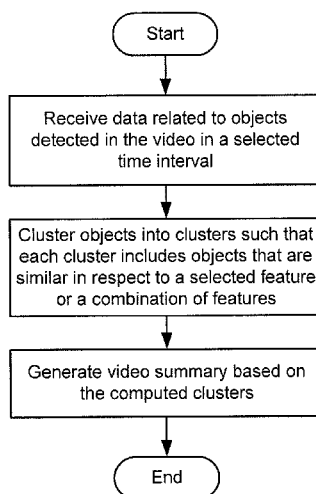 Start
Receive data related to objects
detected in the video in a selected
time interval
Cluster objects into clusters such that
each cluster includes objects that are
similar in respect to a selected feature
or a combination of features
Generate video summary based on
the computed clusters
End